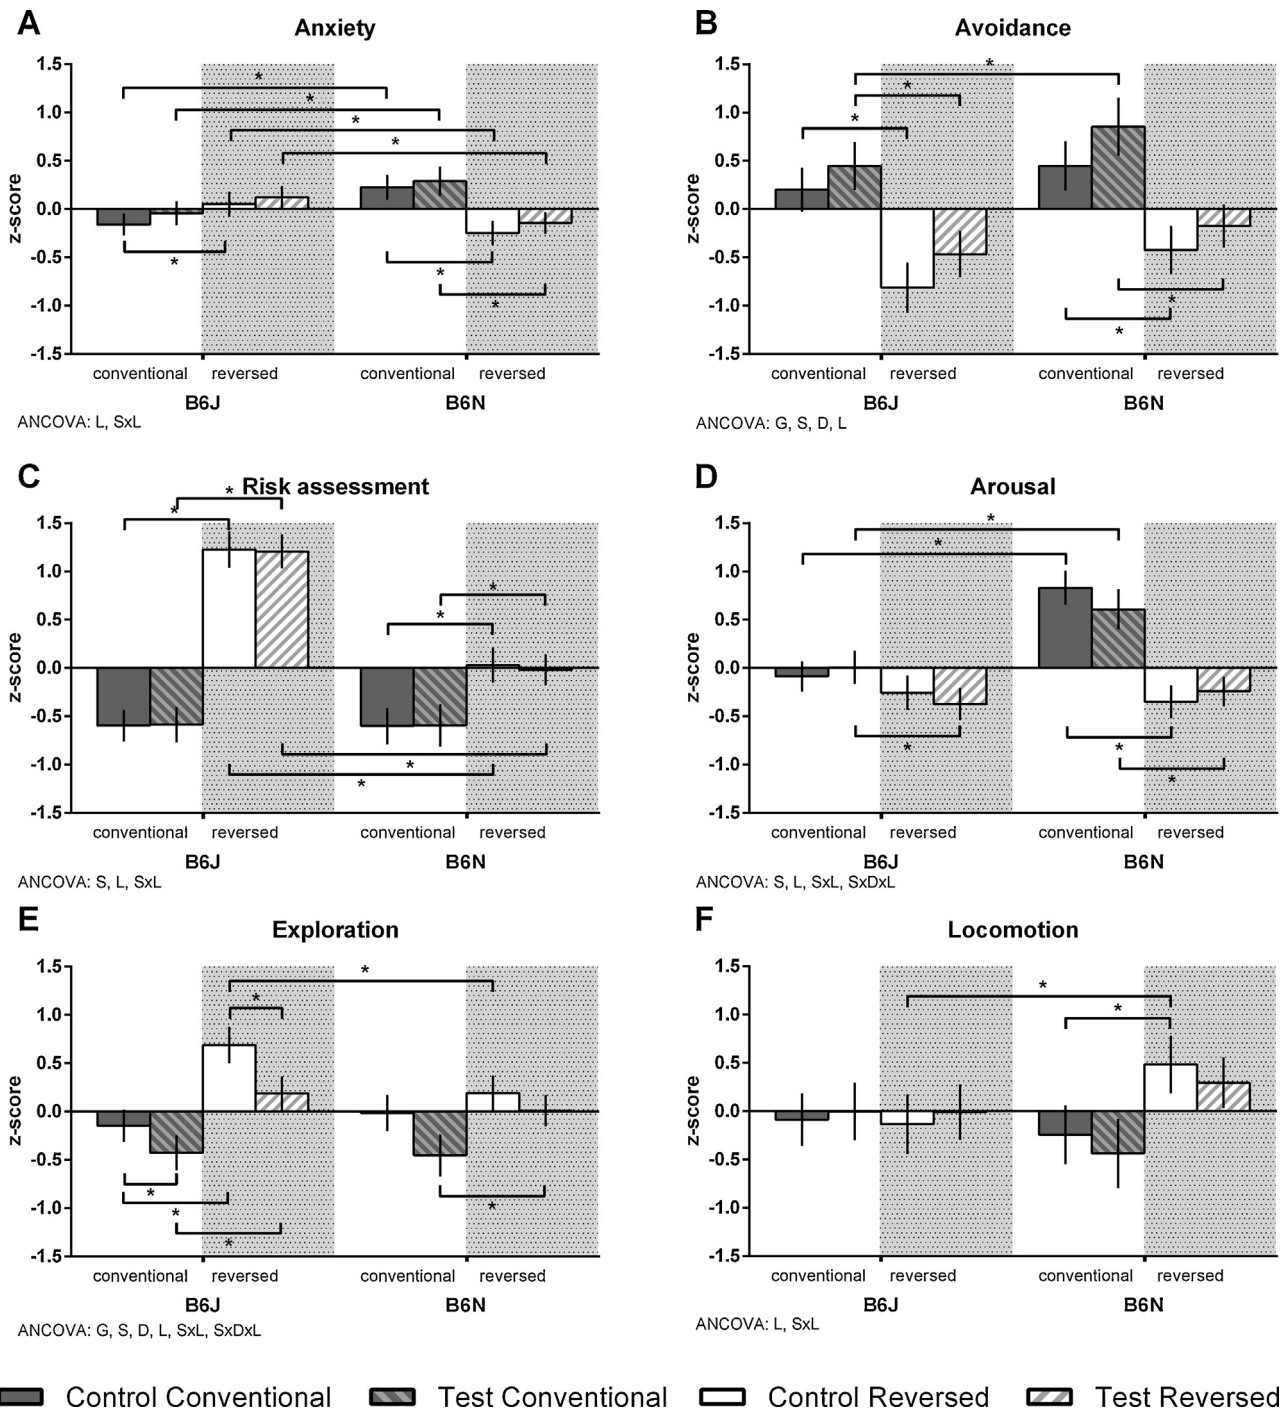 A
Anxiety
1.5
1.0
0.5
0.0
-0.5
-1.0
-1.5
z-score
* * * * * * *
conventional reversed conventional reversed
B6J B6N
ANCOVA: L, SxL
B
Avoidance
1.5
1.0
0.5
0.0
-0.5
-1.0
-1.5
z-score
* * * * *
conventional reversed conventional reversed
B6J B6N
ANCOVA: G, S, D, L
C
Risk assessment
1.5
1.0
0.5
0.0
-0.5
-1.0
-1.5
z-score
* * * * * *
conventional reversed conventional reversed
B6J B6N
ANCOVA: S, L, SxL
D
Arousal
1.5
1.0
0.5
0.0
-0.5
-1.0
-1.5
z-score
* * * * *
conventional reversed conventional reversed
B6J B6N
ANCOVA: S, L, SxL, SxDxL
E
Exploration
1.5
1.0
0.5
0.0
-0.5
-1.0
-1.5
z-score
* * * * * *
conventional reversed conventional reversed
B6J B6N
ANCOVA: G, S, D, L, SxL, SxDxL
F
Locomotion
1.5
1.0
0.5
0.0
-0.5
-1.0
-1.5
z-score
* *
conventional reversed conventional reversed
B6J B6N
ANCOVA: L, SxL
Control Conventional Test Conventional Control Reversed Test Reversed